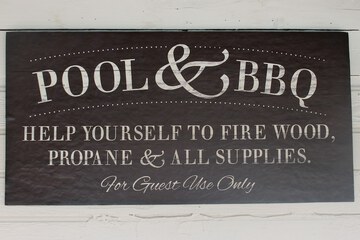 POOL & BBQ
HELP YOURSELF TO FIRE WOOD,
PROPANE & ALL SUPPLIES.
For Guest Use Only